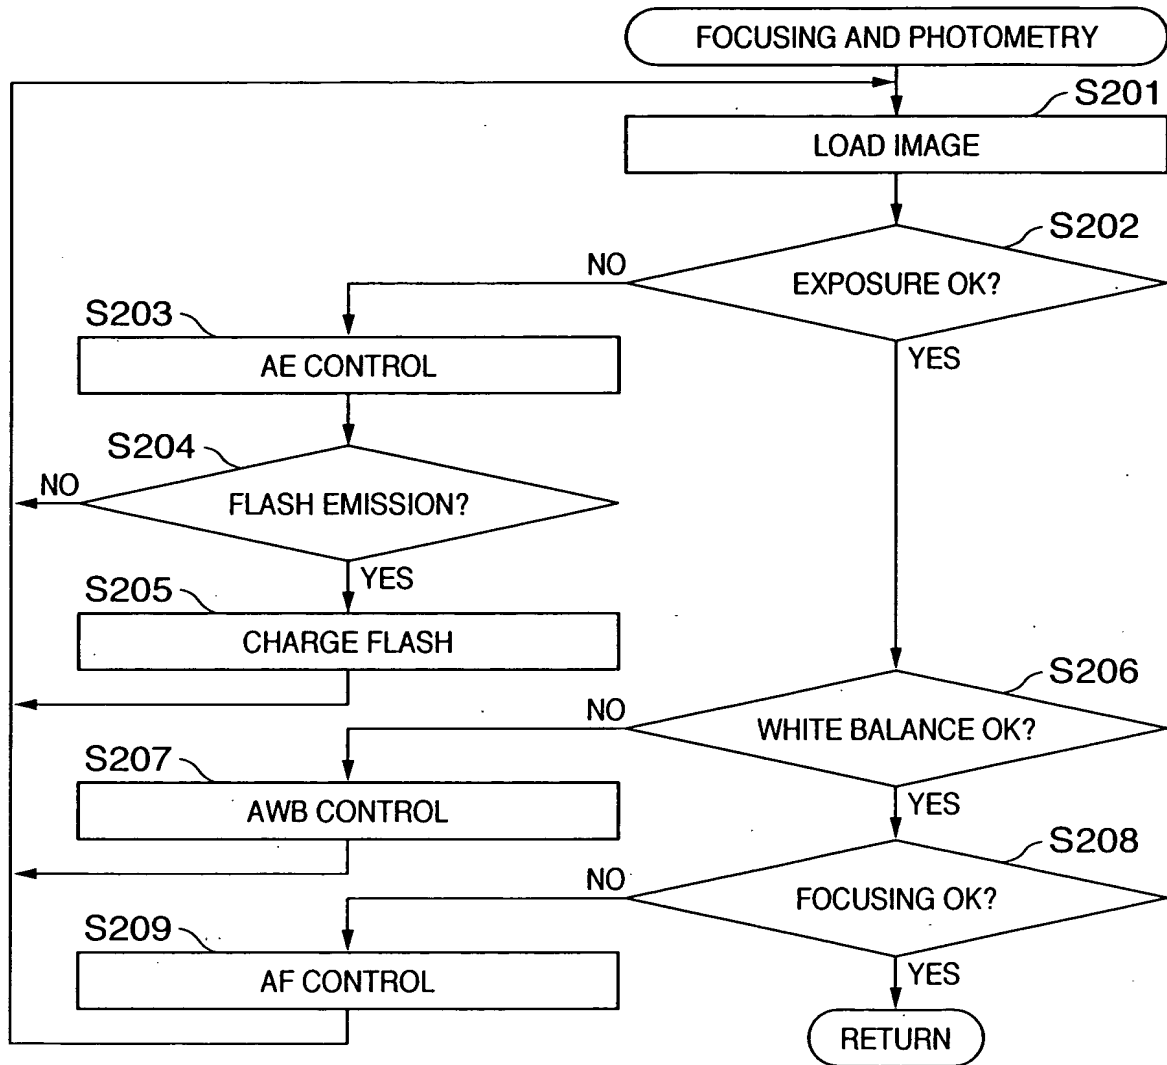 FOCUSING AND PHOTOMETRY
S201
LOAD IMAGE
S202
NO
EXPOSURE OK?
YES
S203
AE CONTROL
S204
NO
FLASH EMISSION?
YES
S205
CHARGE FLASH
S206
NO
WHITE BALANCE OK?
YES
S207
AWB CONTROL
S208
NO
FOCUSING OK?
YES
S209
AF CONTROL
RETURN